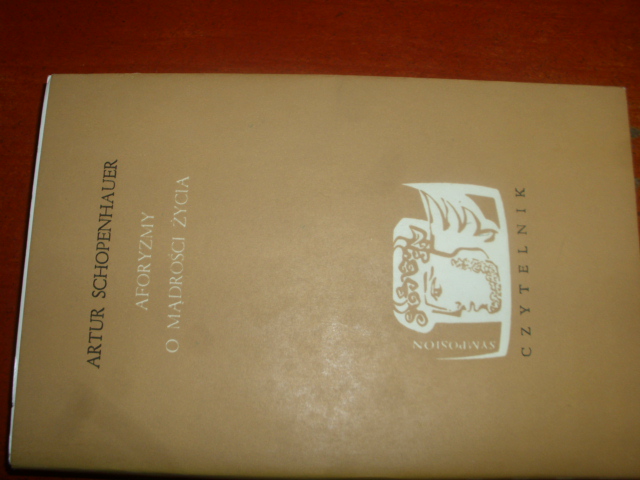 ARTUR SCHOPENHAUER
AFORYZMY
O MĄDROŚCI ŻYCIA
SYMPOSION
CZYTELNIK